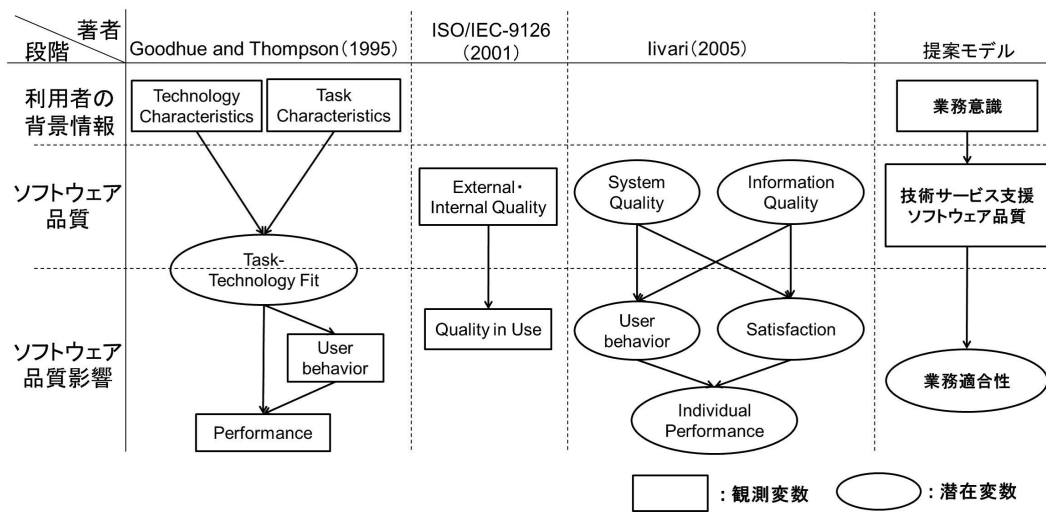 著者
段階
Goodhue and Thompson(1995)
ISO/IEC-9126
(2001)
Iivari(2005)
提案モデル
利用者の
背景情報
Technology
Characteristics
Task
Characteristics
業務意識
ソフトウェア
品質
External・
Internal Quality
System
Quality
Information
Quality
技術サービス支援
ソフトウェア品質
Task-
Technology Fit
ソフトウェア
品質影響
User
behavior
Performance
Quality in Use
User
behavior
Satisfaction
Individual
Performance
業務適合性
:観測変数
:潜在変数